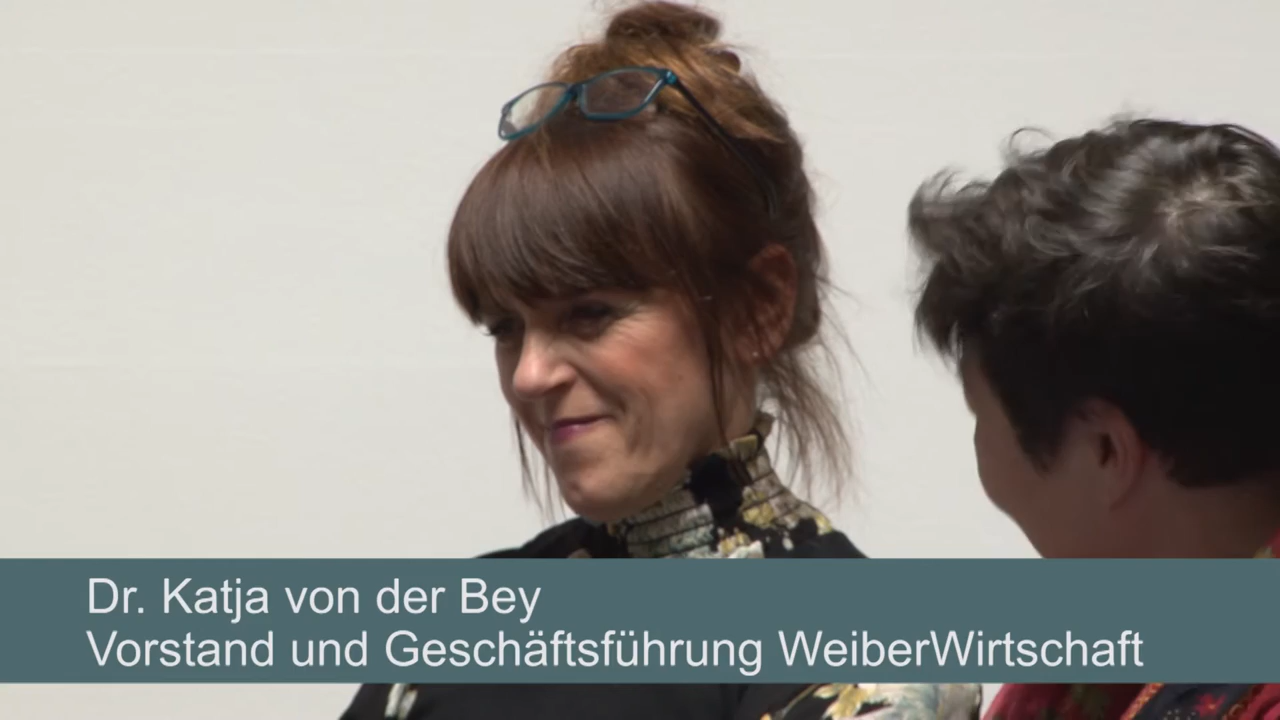 Dr. Katja von der Bey
Vorstand und Geschäftsführung WeiberWirtschaft